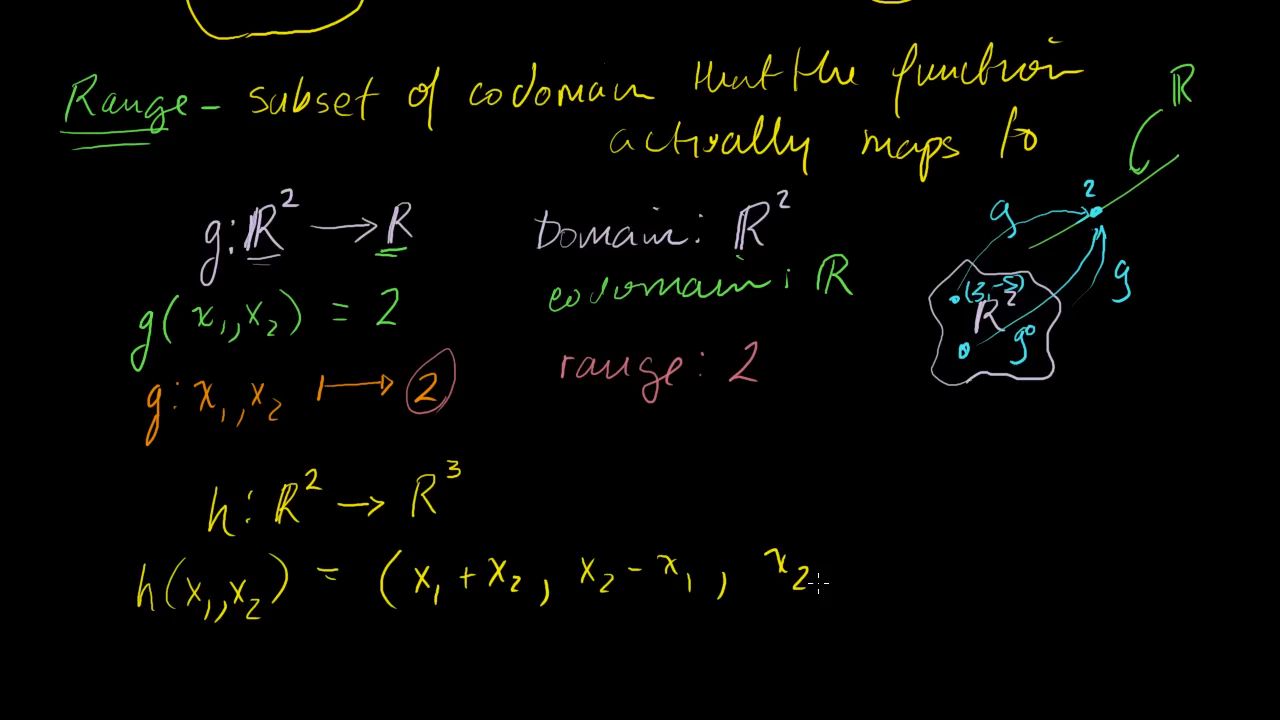 Range - subset of codomain that the function
actually maps to
ℝ
g: ℝ² → ℝ
Domain: ℝ²
g(x₁, x₂) = 2
codomain: ℝ
g: x₁, x₂ ↦ 2
range: 2
2
g
g
(3, -5)
ℝ²
h: ℝ² → ℝ³
h(x₁, x₂) = (x₁ + x₂, x₂ - x₁, x₂